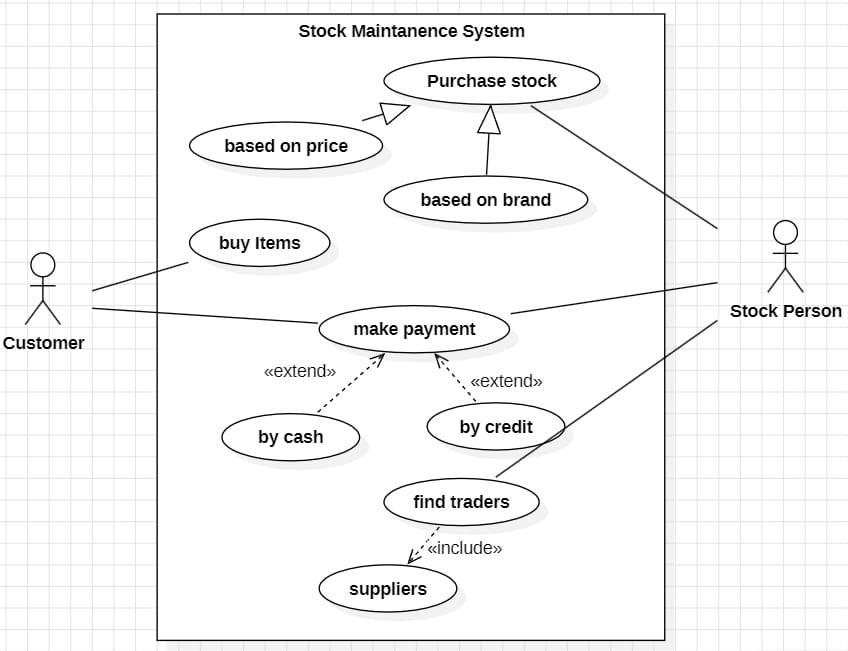 Stock Maintanence System
Purchase stock
based on price
based on brand
buy Items
Customer
Stock Person
make payment
«extend»
«extend»
by cash
by credit
find traders
«include»
suppliers